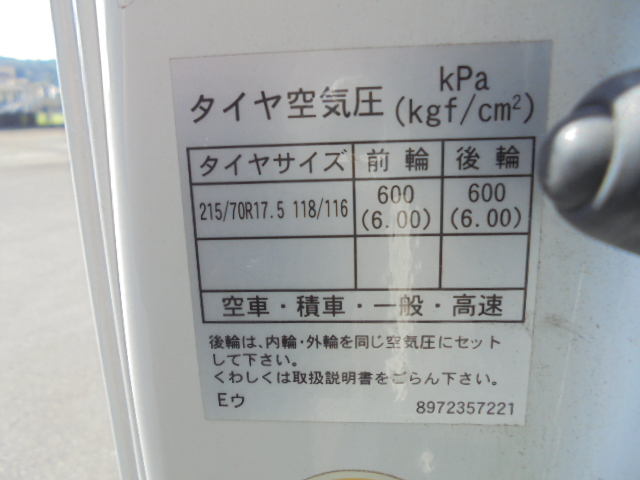 タイヤ空気圧 kPa (kgf/cm²)
タイヤサイズ 前輪 後輪
215/70R17.5 118/116 600 (6.00) 600 (6.00)
空車・積車・一般・高速
後輪は、内輪・外輪を同じ空気圧にセット
して下さい。
くわしくは取扱説明書をごらん下さい。
Eウ 8972357221